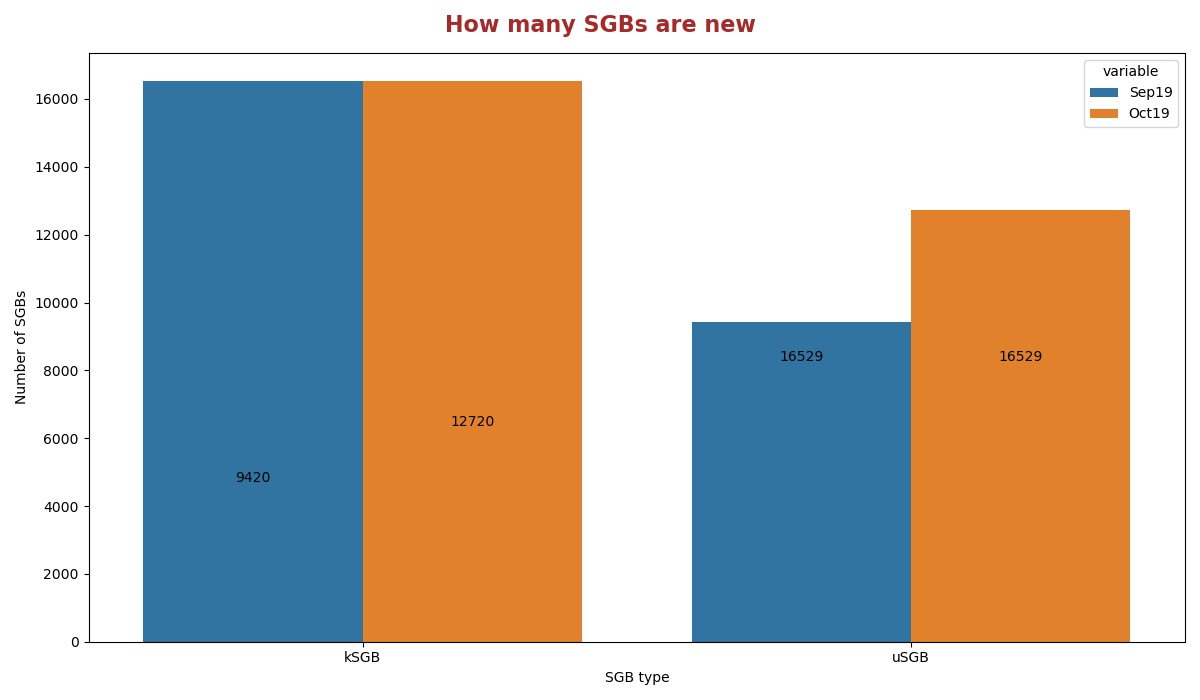 How many SGBs are new
variable
Sep19
Oct19
Number of SGBs
16000
14000
12000
10000
8000
6000
4000
2000
0
16529
16529
12720
9420
kSGB
uSGB
SGB type